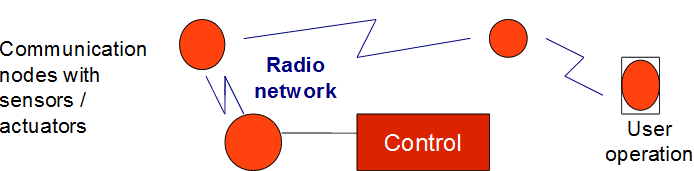 Communication
nodes with
sensors /
actuators
Radio
network
Control
User
operation